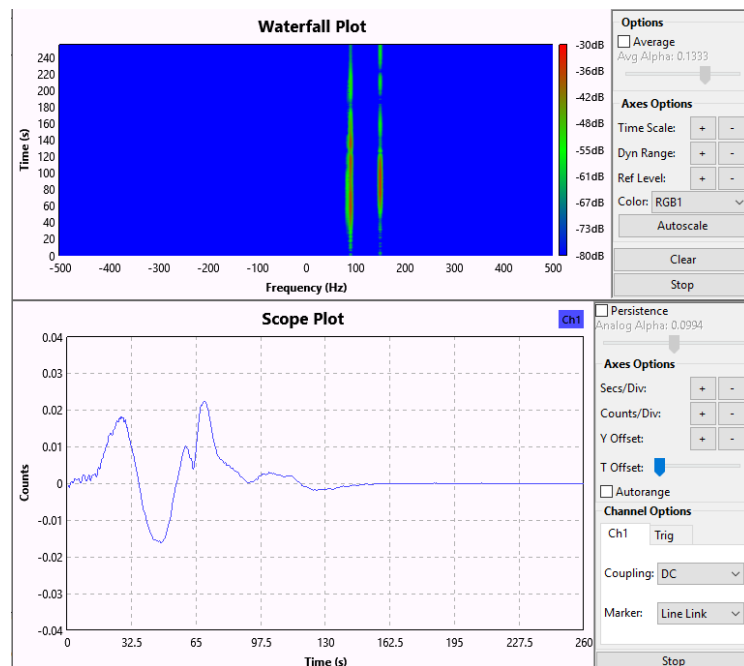 Waterfall Plot
240
220
200
180
160
140
120
100
80
60
40
20
0
Time (s)
-500 -400 -300 -200 -100 0 100 200 300 400 500
Frequency (Hz)
-30dB
-36dB
-42dB
-48dB
-55dB
-61dB
-67dB
-73dB
-80dB
Options
Average
Avg Alpha: 0.1333
Axes Options
Time Scale: + -
Dyn Range: + -
Ref Level: + -
Color: RGB1
Autoscale
Clear
Stop
Scope Plot
Ch1
0.04
0.03
0.02
0.01
0
-0.01
-0.02
-0.03
-0.04
Counts
0 32.5 65 97.5 130 162.5 195 227.5 260
Time (s)
Persistence
Analog Alpha: 0.0994
Axes Options
Secs/Div: + -
Counts/Div: + -
Y Offset: + -
T Offset:
Autorange
Channel Options
Ch1 Trig
Coupling: DC
Marker: Line Link
Stop